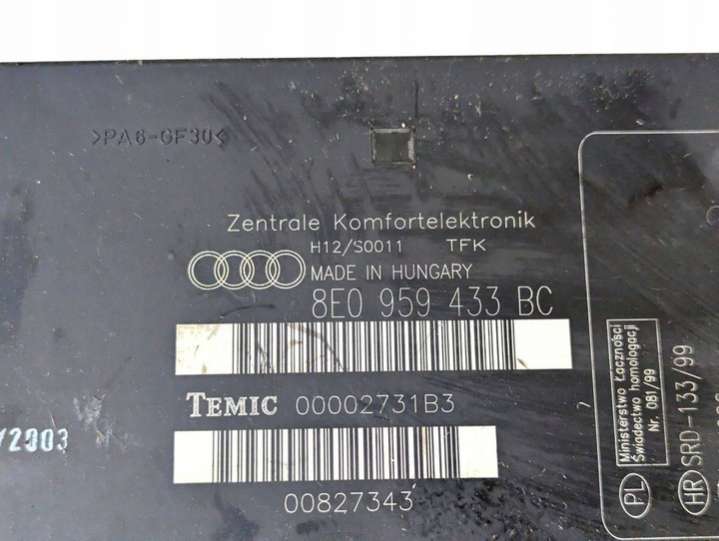 >PA6-GF30<
Zentrale Komfortelektronik
H12/S0011 TFK
MADE IN HUNGARY
8E0 959 433 BC
TEMIC 00002731B3
00827343
/2003
Ministerstwo Łączności
Świadectwo homologacji
Nr. 081/99
PL
HR SRD-133/99